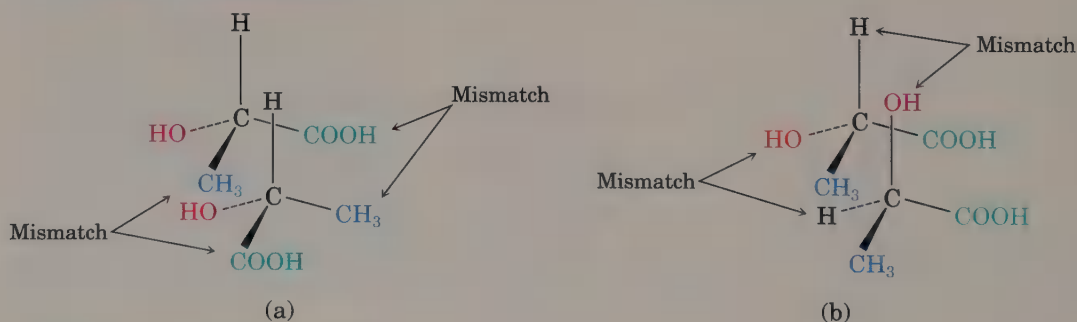 H
H
HO
C
COOH
Mismatch
CH₃
HO
C
CH₃
Mismatch
COOH
(a)
H
Mismatch
OH
HO
C
COOH
Mismatch
CH₃
H
C
COOH
CH₃
(b)